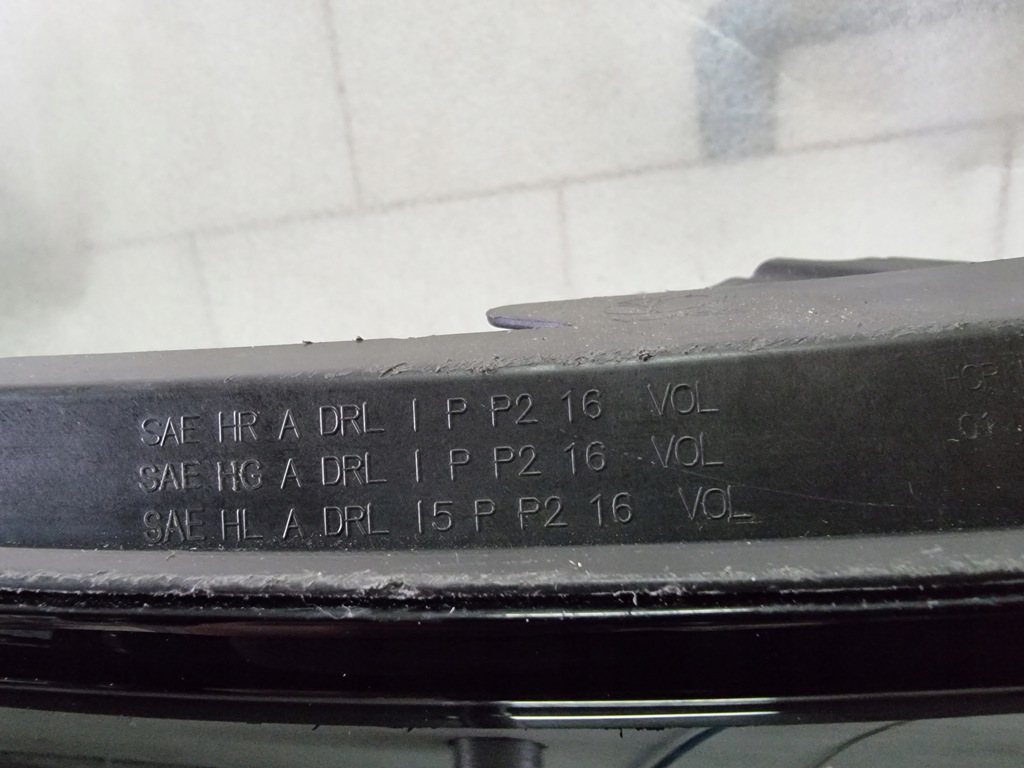 SAE HR A DRL I P P2 16 VOL
SAE HG A DRL I P P2 16 VOL
SAE HL A DRL I5 P P2 16 VOL